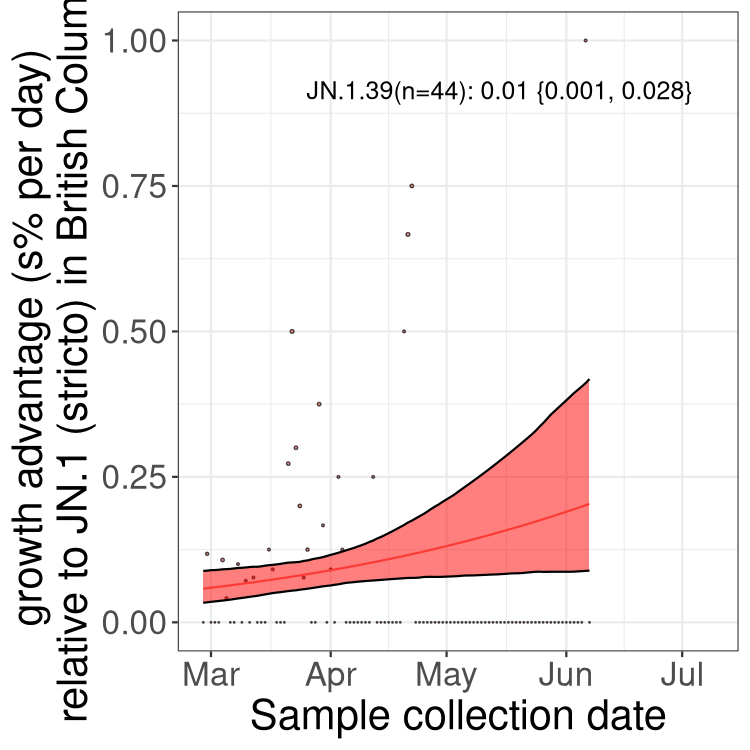 growth advantage (s% per day)
relative to JN.1 (stricto) in British Colum
1.00
0.75
0.50
0.25
0.00
JN.1.39(n=44): 0.01 {0.001, 0.028}
Mar Apr May Jun Jul
Sample collection date